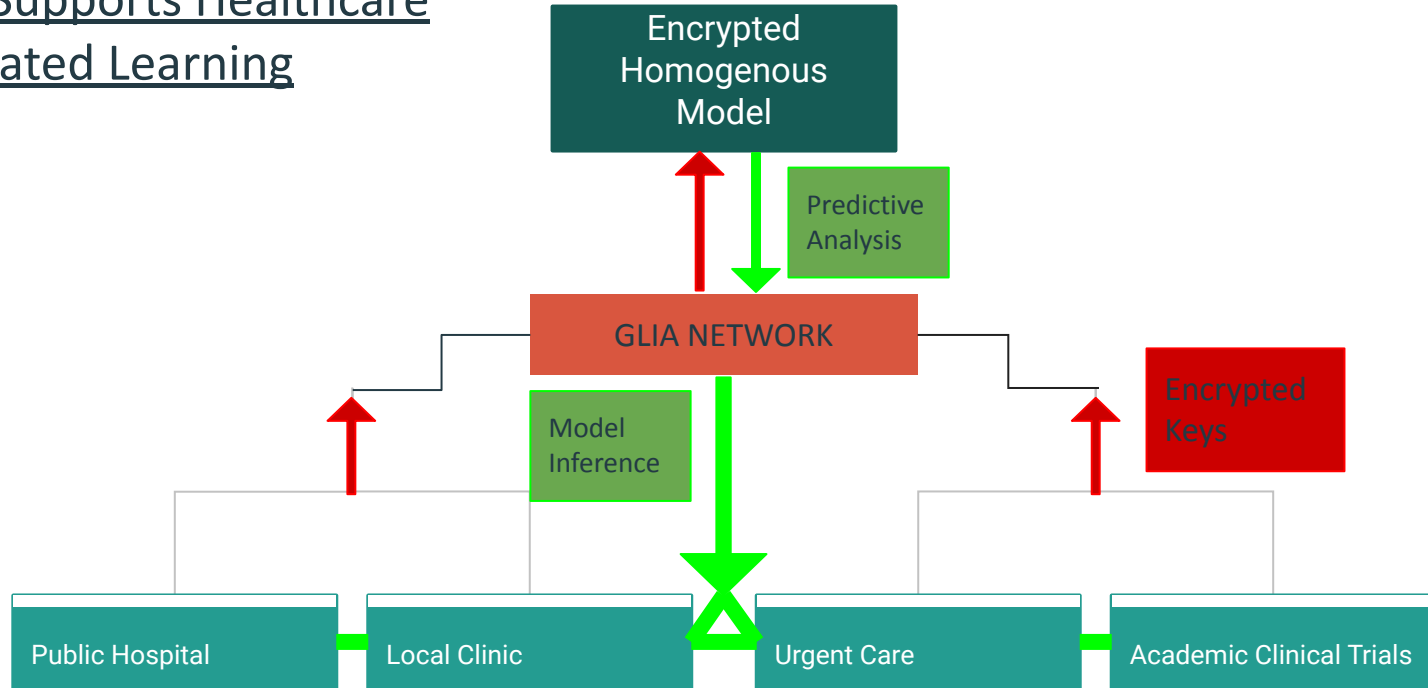 Supports Healthcare
ated Learning
Encrypted
Homogenous
Model
Predictive
Analysis
GLIA NETWORK
Encrypted
Keys
Model
Inference
Public Hospital
Local Clinic
Urgent Care
Academic Clinical Trials